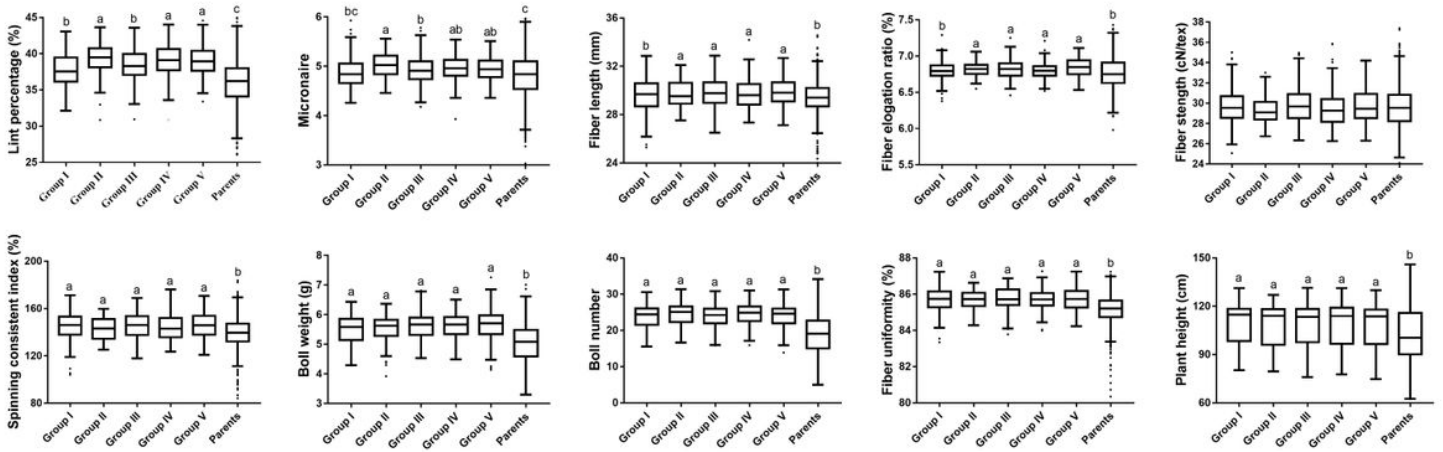 Lint percentage (%)
45
35
25
b
a
b
a
a
c
Group I
Group II
Group III
Group IV
Group V
Parents
Micronaire
6
5
4
3
bc
a
b
ab
ab
c
Group I
Group II
Group III
Group IV
Group V
Parents
Fiber length (mm)
36
32
28
24
b
a
a
a
a
b
Group I
Group II
Group III
Group IV
Group V
Parents
Fiber elogation ratio (%)
7.5
7.0
6.5
6.0
5.5
b
a
a
a
a
b
Group I
Group II
Group III
Group IV
Group V
Parents
Fiber stength (cN/tex)
38
36
34
32
30
28
26
24
Group I
Group II
Group III
Group IV
Group V
Parents
Spinning consistent index (%)
200
160
120
80
a
a
a
a
a
b
Group I
Group II
Group III
Group IV
Group V
Parents
Boll weight (g)
8
7
6
5
4
3
a
a
a
a
a
b
Group I
Group II
Group III
Group IV
Group V
Parents
Boll number
40
30
20
10
0
a
a
a
a
a
b
Group I
Group II
Group III
Group IV
Group V
Parents
Fiber uniformity (%)
88
86
84
82
80
a
a
a
a
a
b
Group I
Group II
Group III
Group IV
Group V
Parents
Plant height (cm)
150
120
90
60
a
a
a
a
a
b
Group I
Group II
Group III
Group IV
Group V
Parents